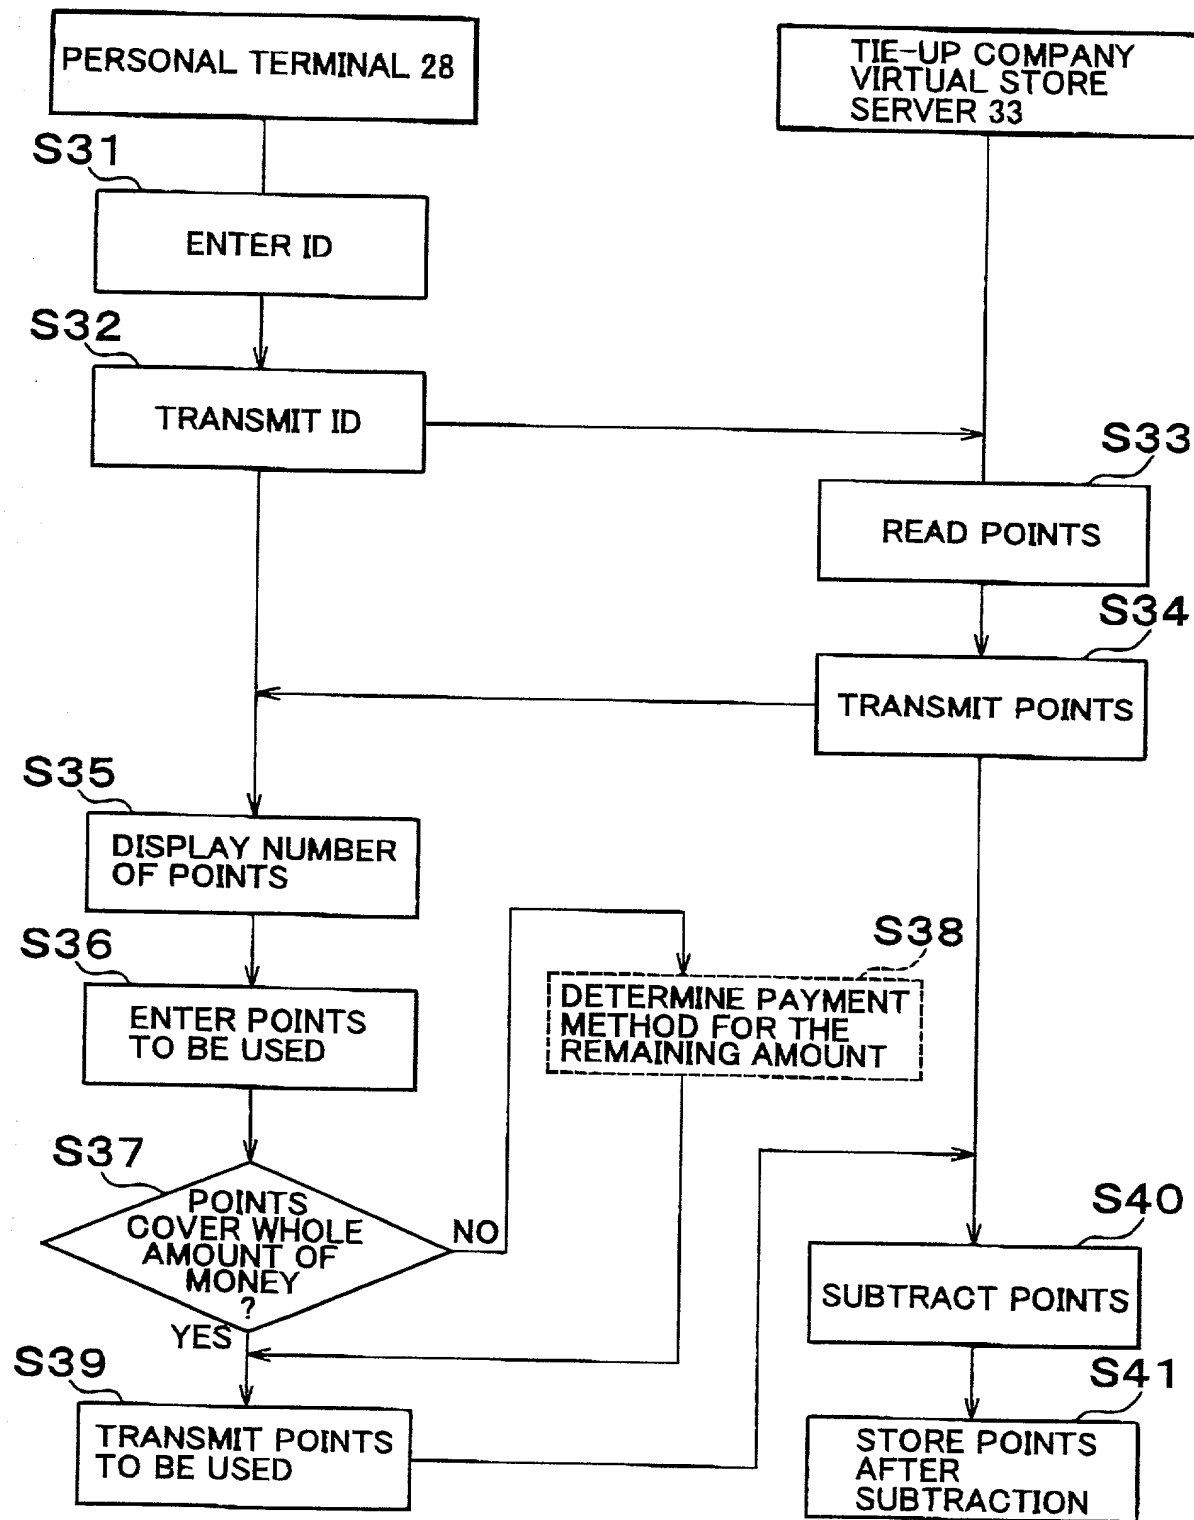 PERSONAL TERMINAL 28
TIE-UP COMPANY
VIRTUAL STORE
SERVER 33
S31
ENTER ID
S32
TRANSMIT ID
S33
READ POINTS
S34
TRANSMIT POINTS
S35
DISPLAY NUMBER
OF POINTS
S36
ENTER POINTS
TO BE USED
S37
POINTS
COVER WHOLE
AMOUNT OF
MONEY
?
NO
YES
S38
DETERMINE PAYMENT
METHOD FOR THE
REMAINING AMOUNT
S39
TRANSMIT POINTS
TO BE USED
S40
SUBTRACT POINTS
S41
STORE POINTS
AFTER
SUBTRACTION